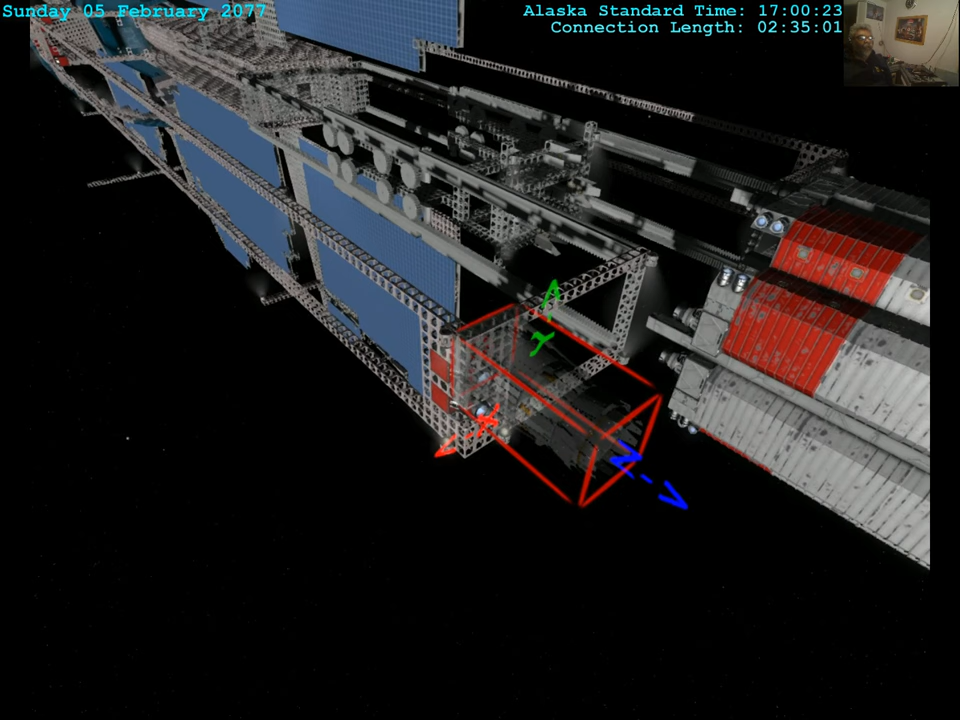 Sunday 05 February 2077
Alaska Standard Time: 17:00:23
Connection Length: 02:35:01
Y
X
Z